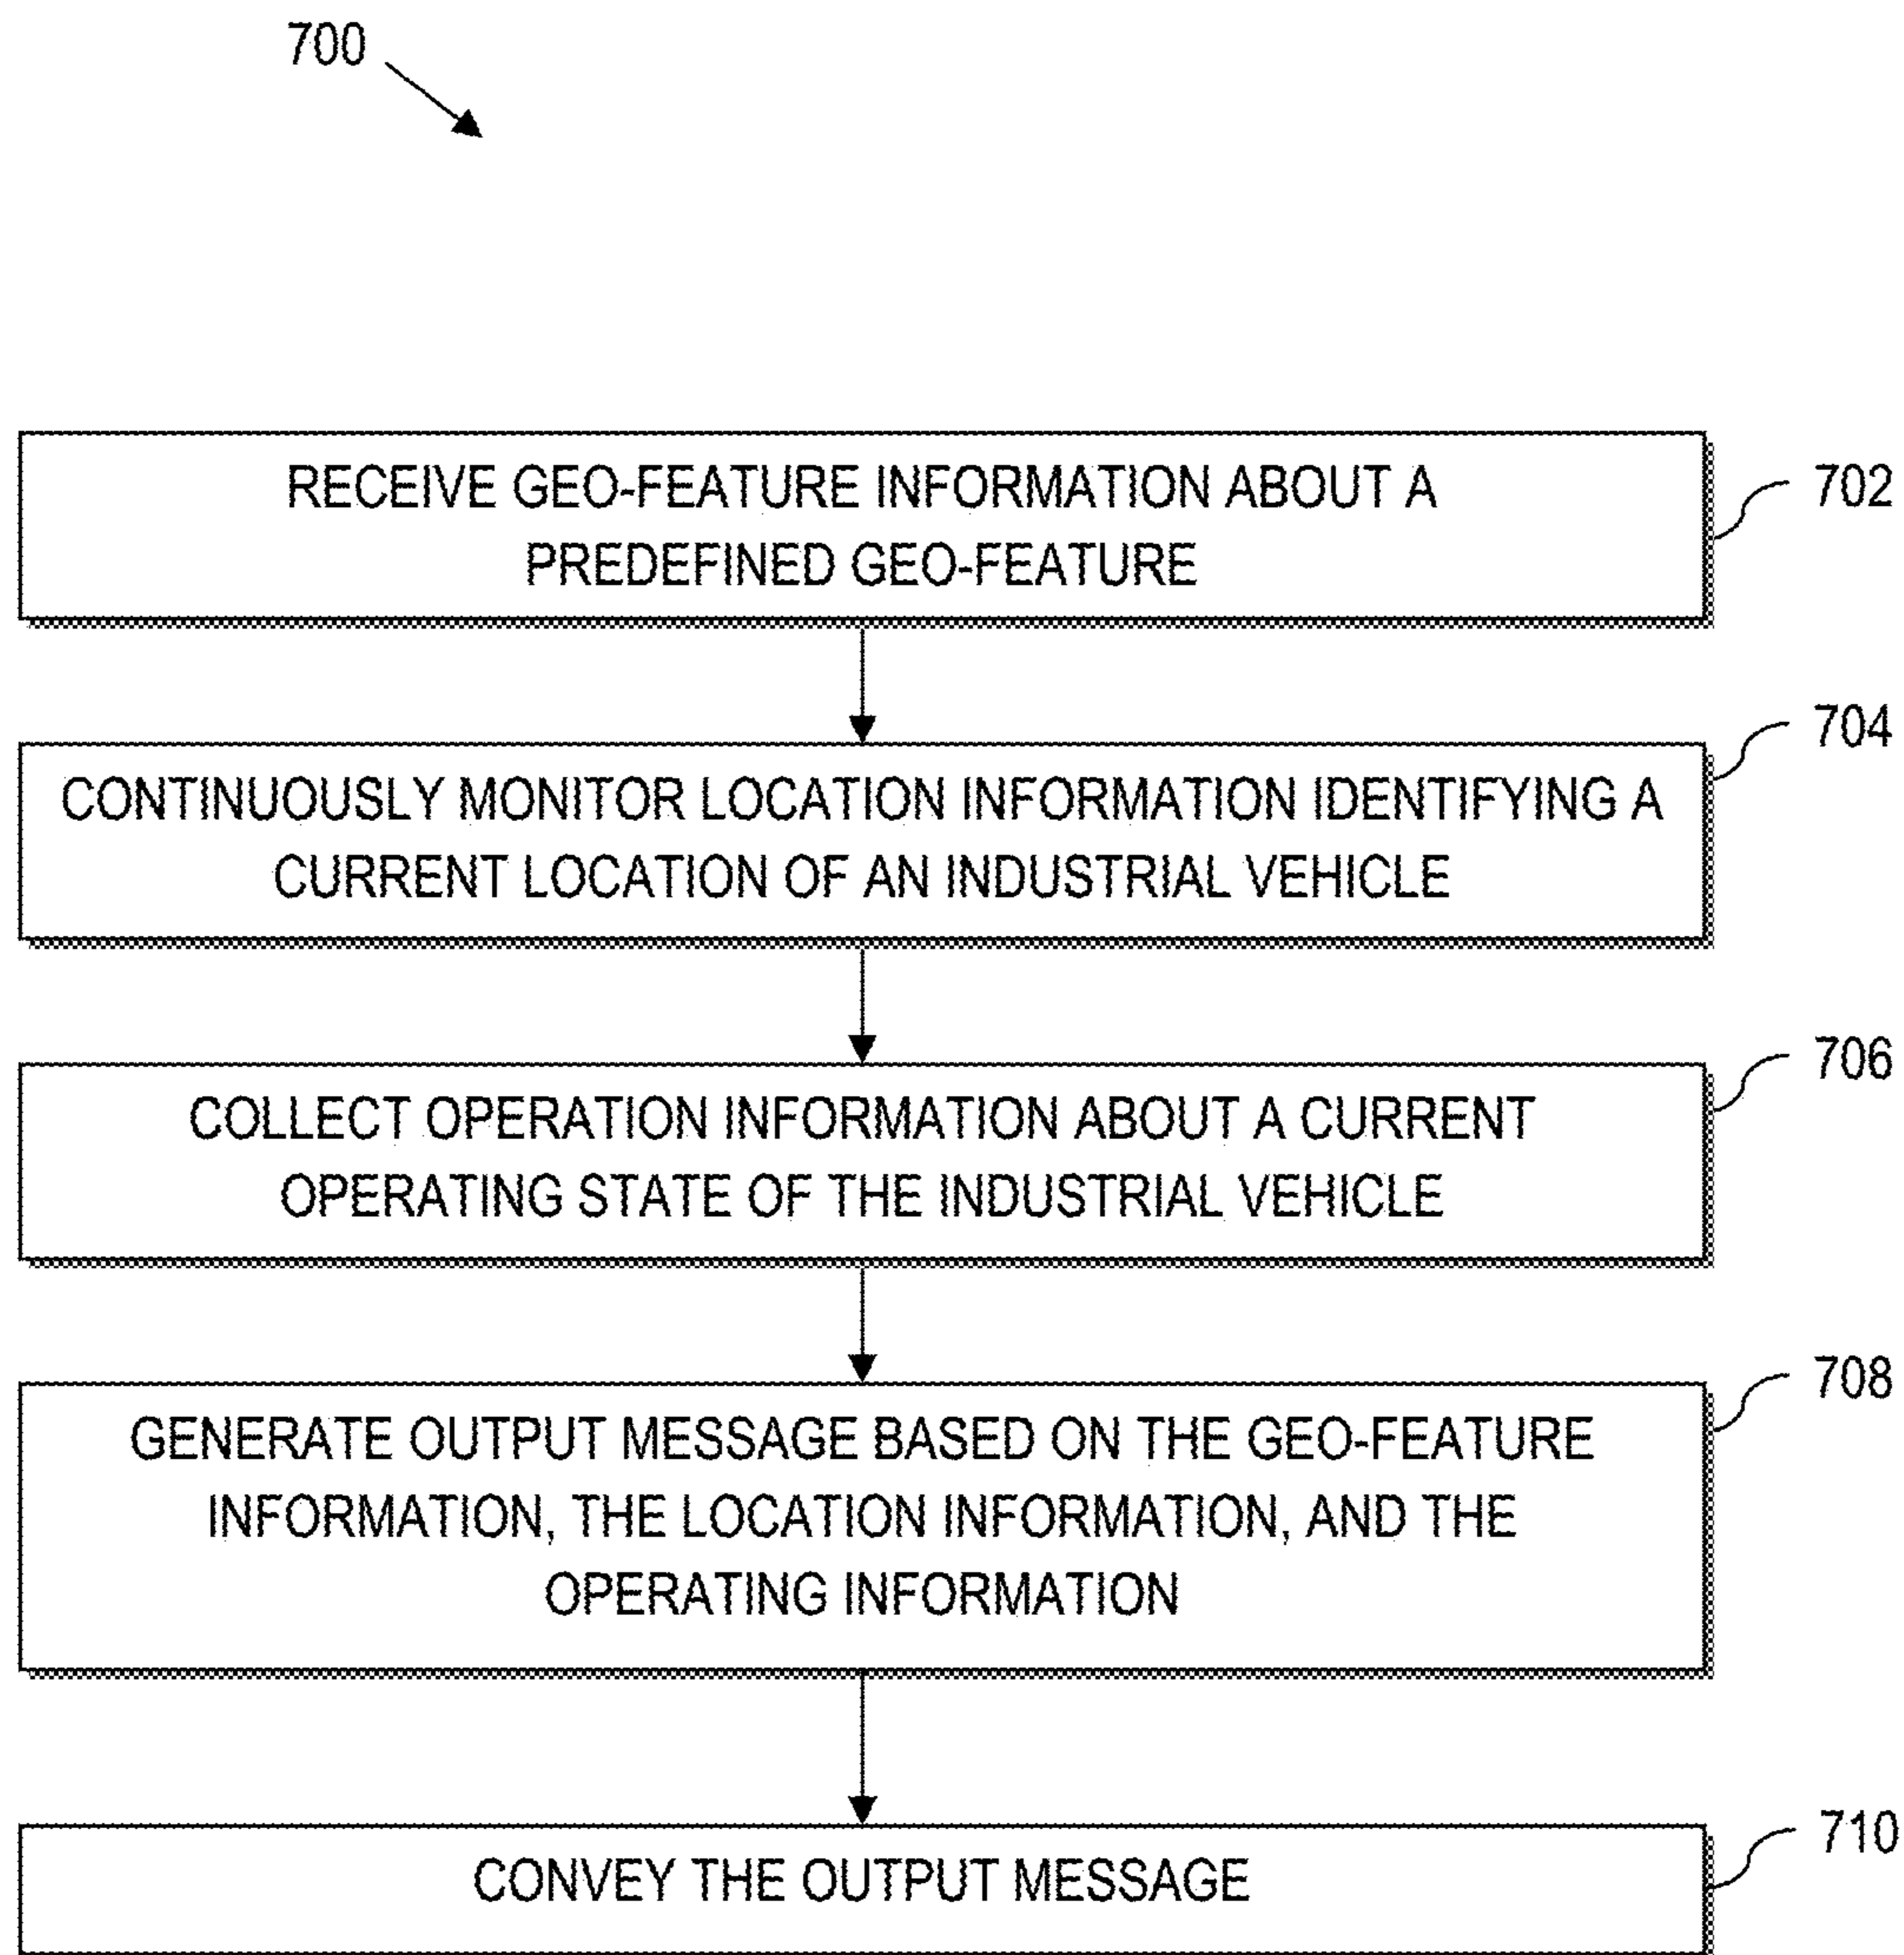 700
RECEIVE GEO-FEATURE INFORMATION ABOUT A
PREDEFINED GEO-FEATURE
702
CONTINUOUSLY MONITOR LOCATION INFORMATION IDENTIFYING A
CURRENT LOCATION OF AN INDUSTRIAL VEHICLE
704
COLLECT OPERATION INFORMATION ABOUT A CURRENT
OPERATING STATE OF THE INDUSTRIAL VEHICLE
706
GENERATE OUTPUT MESSAGE BASED ON THE GEO-FEATURE
INFORMATION, THE LOCATION INFORMATION, AND THE
OPERATING INFORMATION
708
CONVEY THE OUTPUT MESSAGE
710